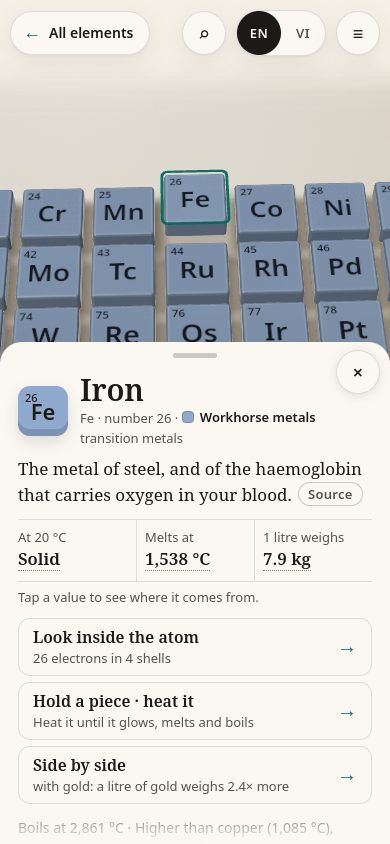 ← All elements
EN VI
24 Cr 25 Mn 26 Fe 27 Co 28 Ni 29
42 Mo 43 Tc 44 Ru 45 Rh 46 Pd
74 W 75 Re 76 Os 77 Ir 78 Pt
26 Fe
Iron
Fe · number 26 · Workhorse metals
transition metals
The metal of steel, and of the haemoglobin
that carries oxygen in your blood. Source
At 20 °C Melts at 1 litre weighs
Solid 1,538 °C 7.9 kg
Tap a value to see where it comes from.
Look inside the atom
26 electrons in 4 shells →
Hold a piece · heat it
Heat it until it glows, melts and boils →
Side by side
with gold: a litre of gold weighs 2.4× more →
Boils at 2,861 °C · Higher than copper (1,085 °C),